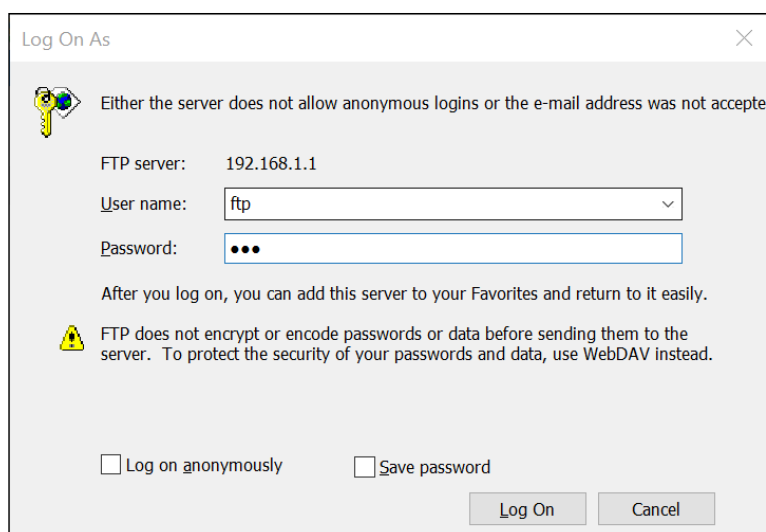 Log On As
Either the server does not allow anonymous logins or the e-mail address was not accepte
FTP server: 192.168.1.1
User name: ftp
Password: •••
After you log on, you can add this server to your Favorites and return to it easily.
FTP does not encrypt or encode passwords or data before sending them to the
server. To protect the security of your passwords and data, use WebDAV instead.
Log on anonymously Save password
Log On Cancel